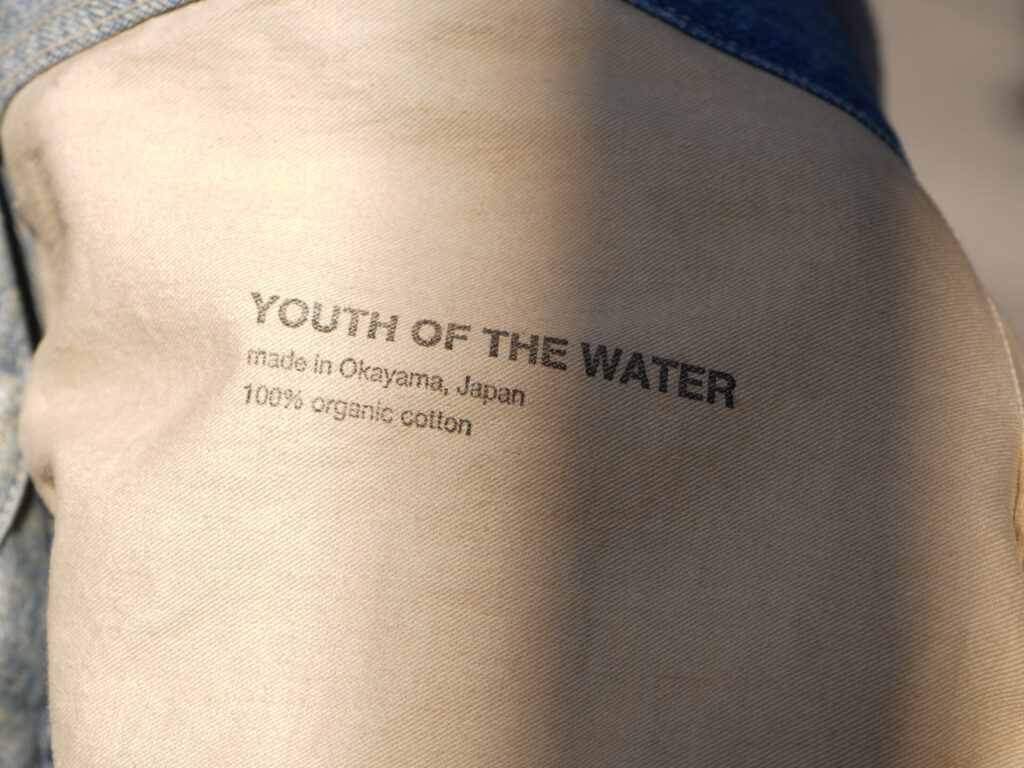 YOUTH OF THE WATER
made in Okayama, Japan
100% organic cotton